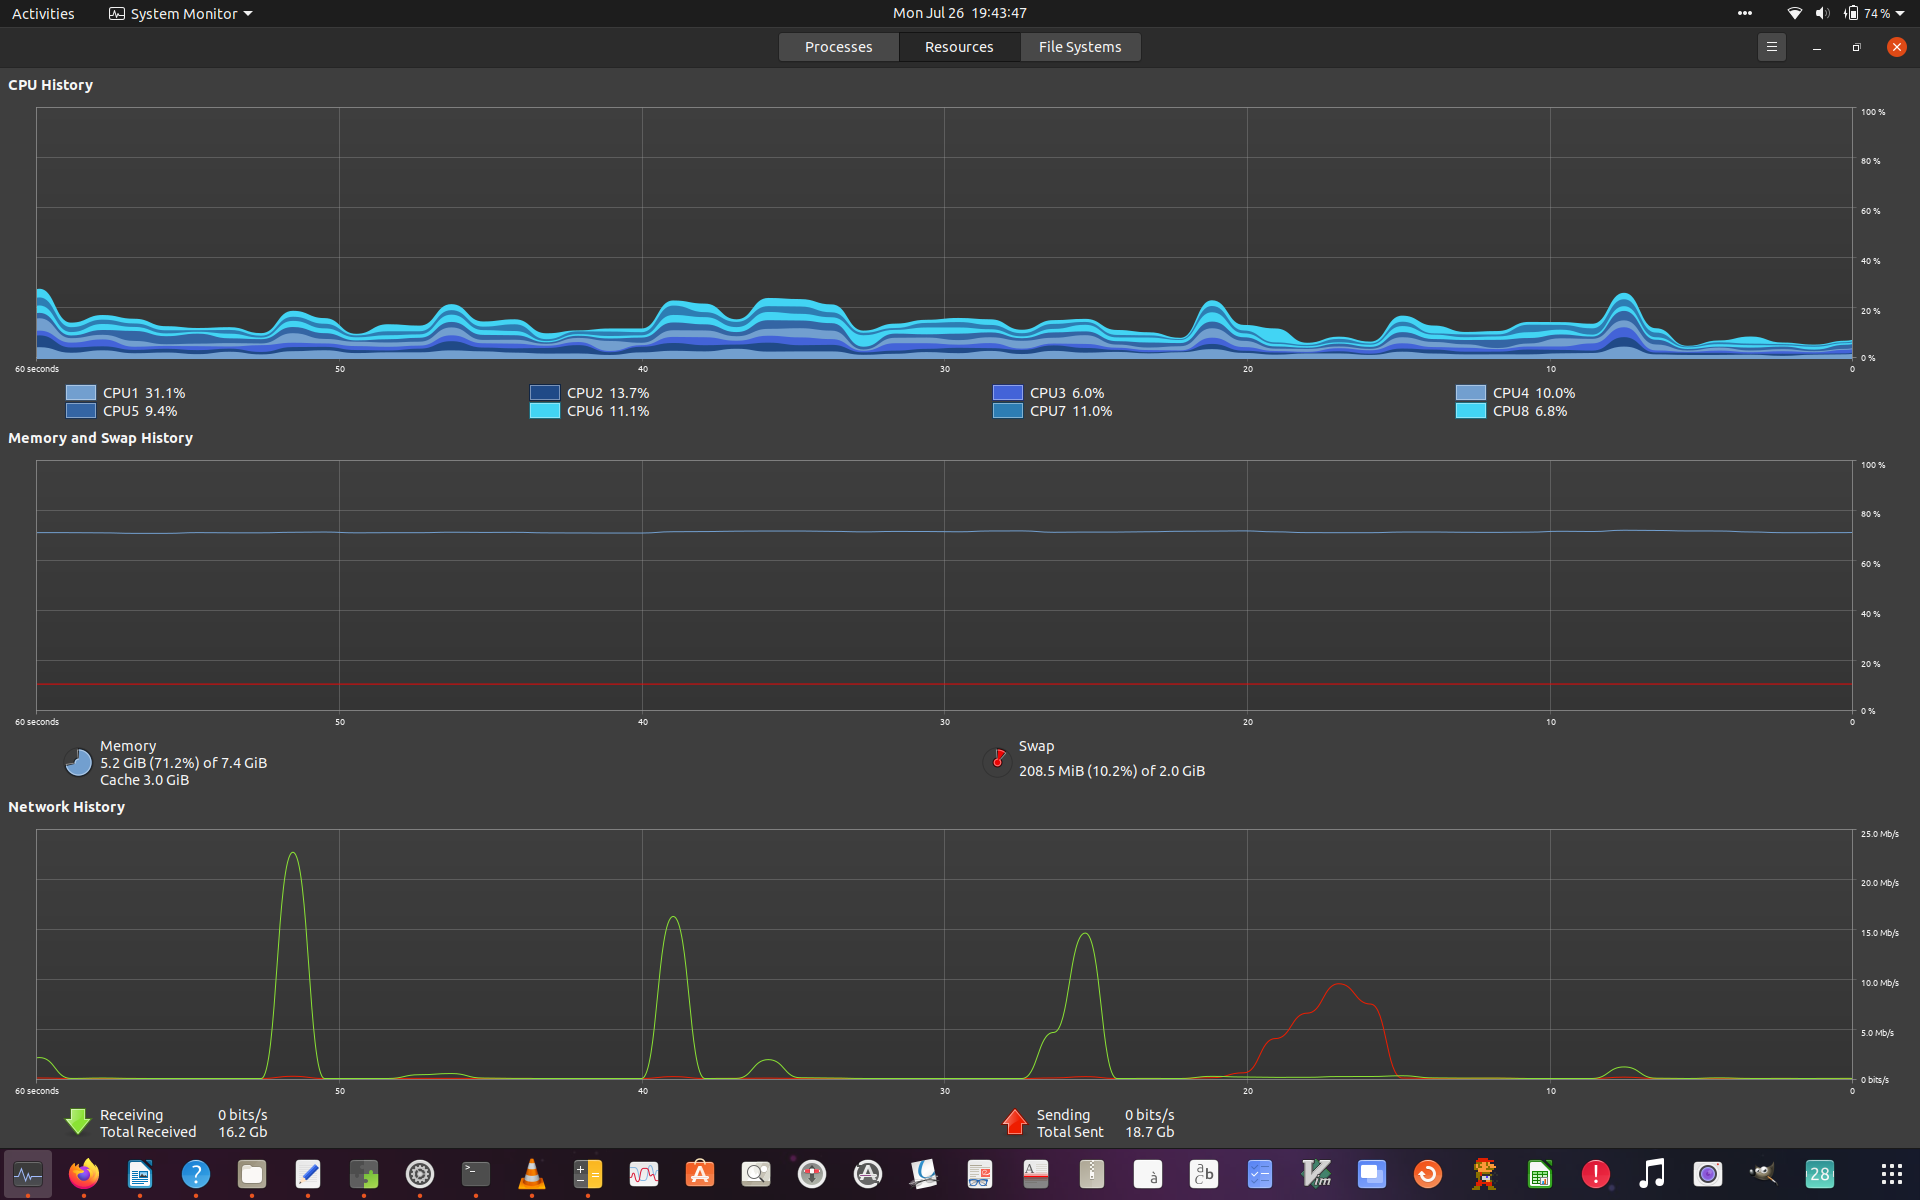 Activities System Monitor Mon Jul 26 19:43:47 74 %
Processes Resources File Systems
CPU History
100 %
80 %
60 %
40 %
20 %
0 %
60 seconds 50 40 30 20 10 0
CPU1 31.1% CPU2 13.7% CPU3 6.0% CPU4 10.0%
CPU5 9.4% CPU6 11.1% CPU7 11.0% CPU8 6.8%
Memory and Swap History
100 %
80 %
60 %
40 %
20 %
0 %
60 seconds 50 40 30 20 10 0
Memory
5.2 GiB (71.2%) of 7.4 GiB
Cache 3.0 GiB
Swap
208.5 MiB (10.2%) of 2.0 GiB
Network History
25.0 Mb/s
20.0 Mb/s
15.0 Mb/s
10.0 Mb/s
5.0 Mb/s
0 bits/s
60 seconds 50 40 30 20 10 0
Receiving 0 bits/s
Total Received 16.2 Gb
Sending 0 bits/s
Total Sent 18.7 Gb
? >_ A A à a b c Vim ! 28